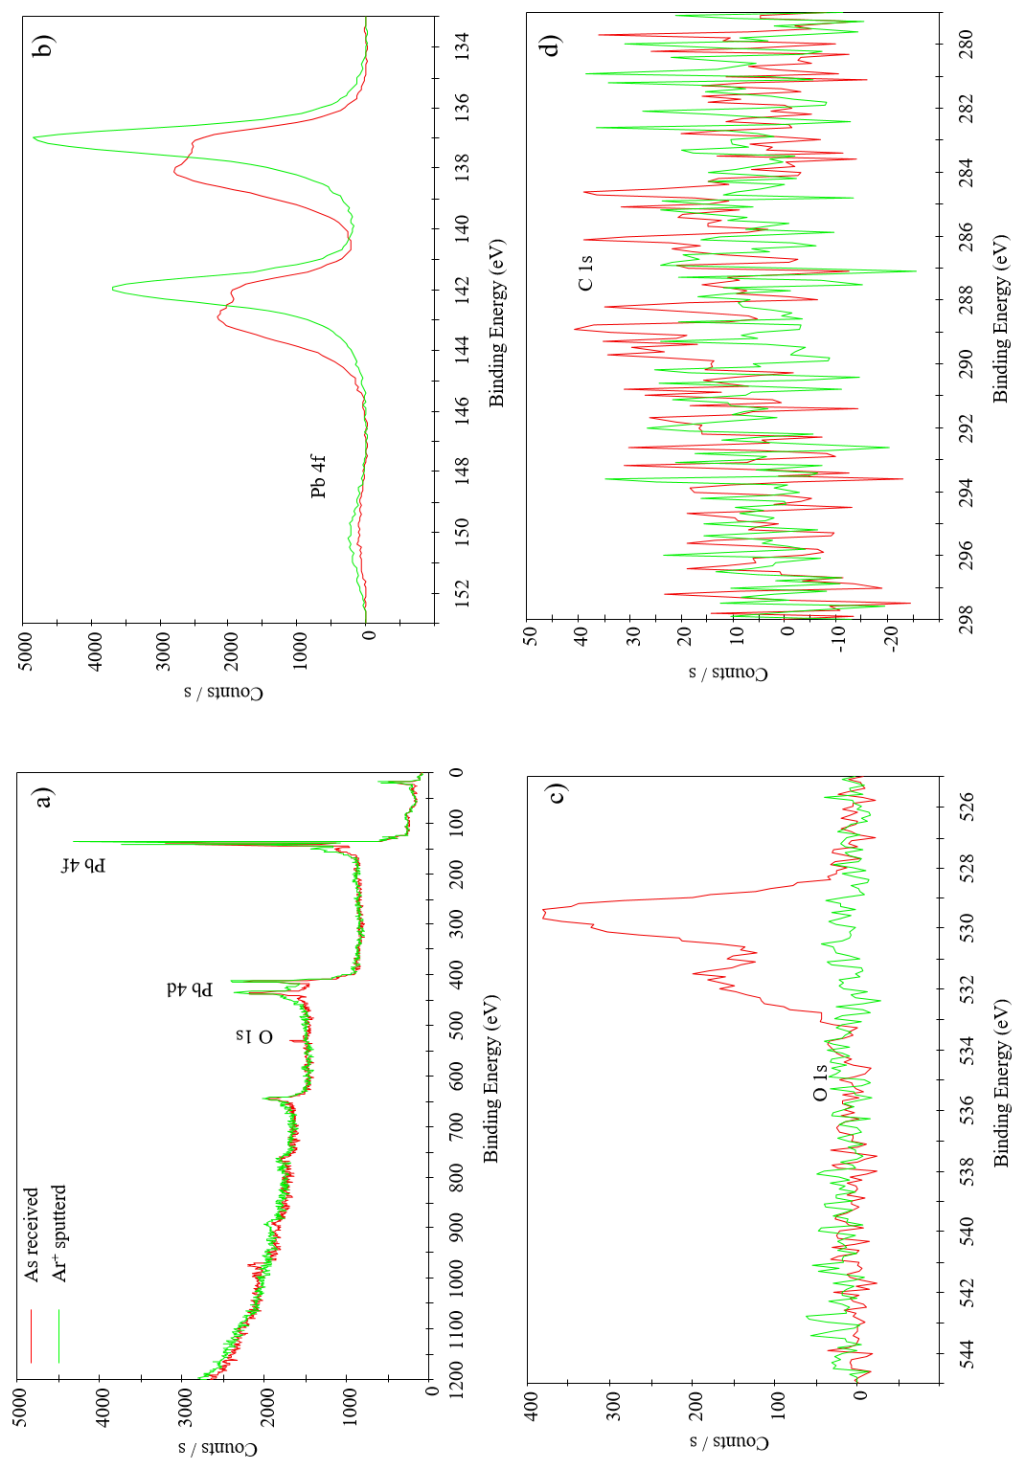 a)
As received
Ar⁺ sputterd
Pb 4f
Pb 4d
O 1s
5000
4000
3000
2000
1000
0
Counts / s
1200 1100 1000 900 800 700 600 500 400 300 200 100 0
Binding Energy (eV)
b)
Pb 4f
5000
4000
3000
2000
1000
0
Counts / s
152 150 148 146 144 142 140 138 136 134
Binding Energy (eV)
c)
O 1s
400
300
200
100
0
Counts / s
544 542 540 538 536 534 532 530 528 526
Binding Energy (eV)
d)
C 1s
50
40
30
20
10
0
-10
-20
Counts / s
298 296 294 292 290 288 286 284 282 280
Binding Energy (eV)